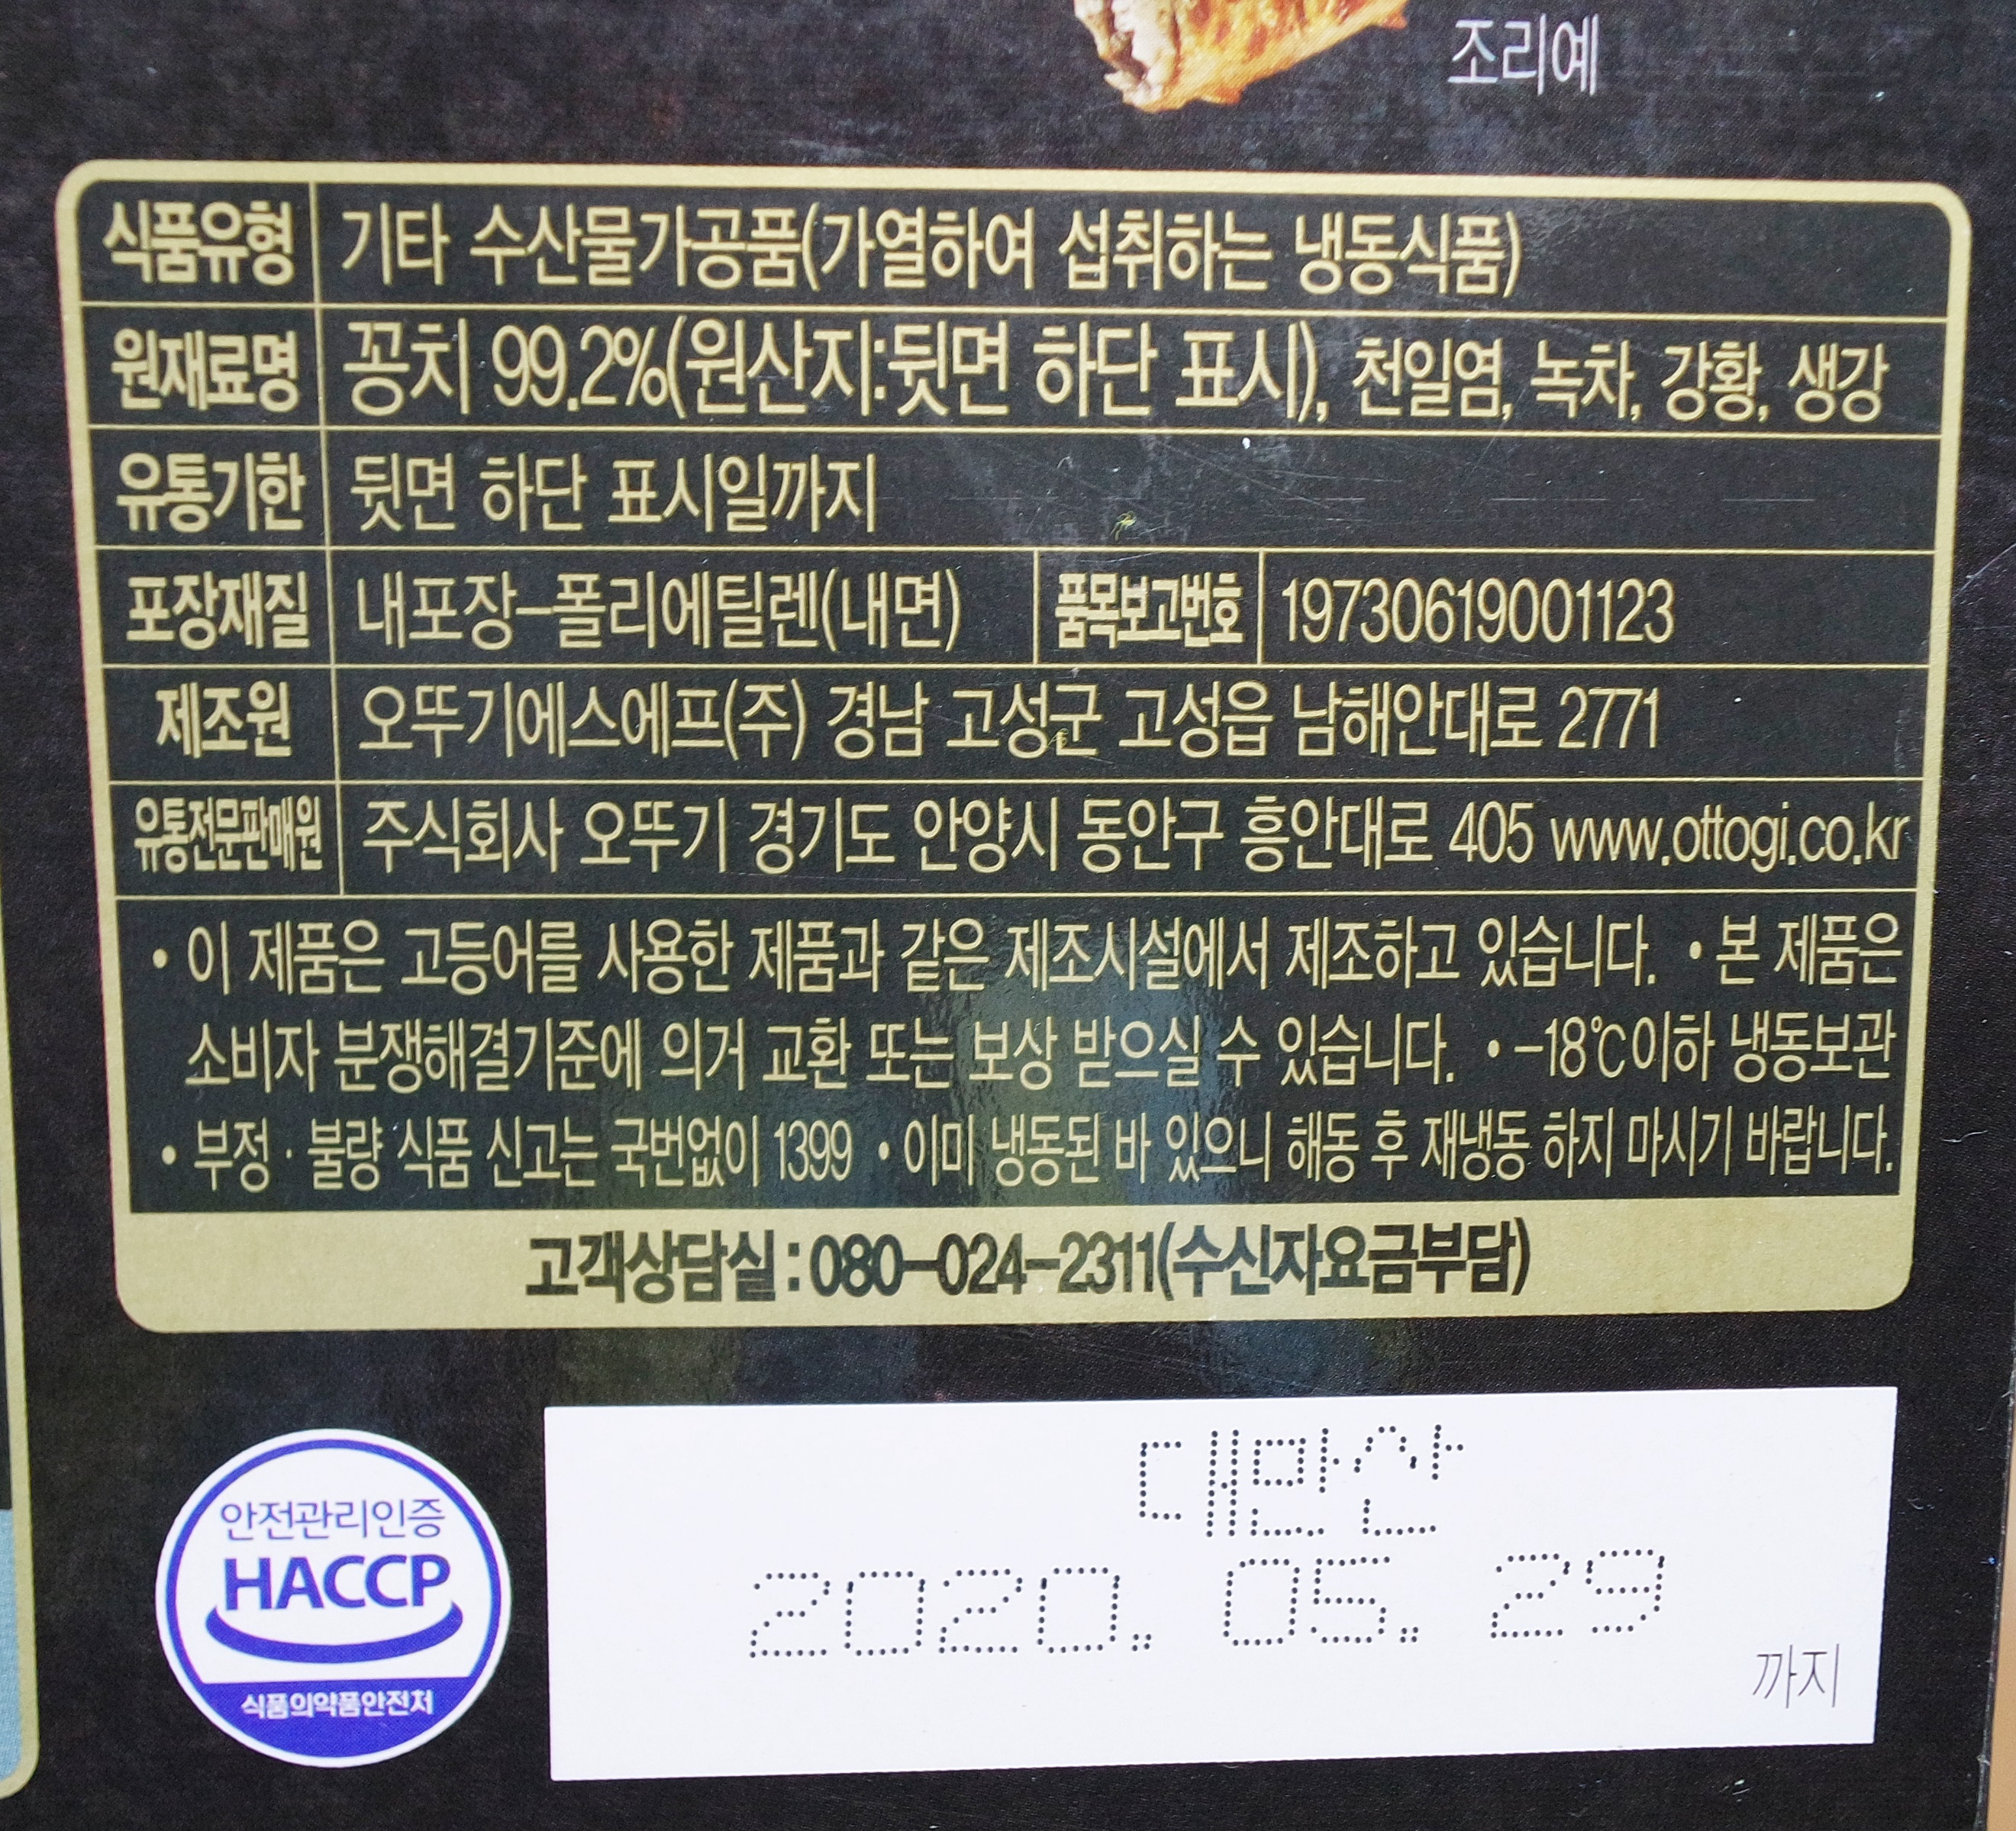 조리예
식품유형 기타 수산물가공품(가열하여 섭취하는 냉동식품)
원재료명 꽁치 99.2%(원산지:뒷면 하단 표시), 천일염, 녹차, 강황, 생강
유통기한 뒷면 하단 표시일까지
포장재질 내포장-폴리에틸렌(내면) 품목보고번호 19730619001123
제조원 오뚜기에스에프(주) 경남 고성군 고성읍 남해안대로 2771
유통전문판매원 주식회사 오뚜기 경기도 안양시 동안구 흥안대로 405 www.ottogi.co.kr
• 이 제품은 고등어를 사용한 제품과 같은 제조시설에서 제조하고 있습니다. • 본 제품은
소비자 분쟁해결기준에 의거 교환 또는 보상 받으실 수 있습니다. • -18℃이하 냉동보관
• 부정 · 불량 식품 신고는 국번없이 1399 • 이미 냉동된 바 있으니 해동 후 재냉동 하지 마시기 바랍니다.
고객상담실:080-024-2311(수신자요금부담)
안전관리인증
HACCP
식품의약품안전처
대만산
2020. 05. 29
까지